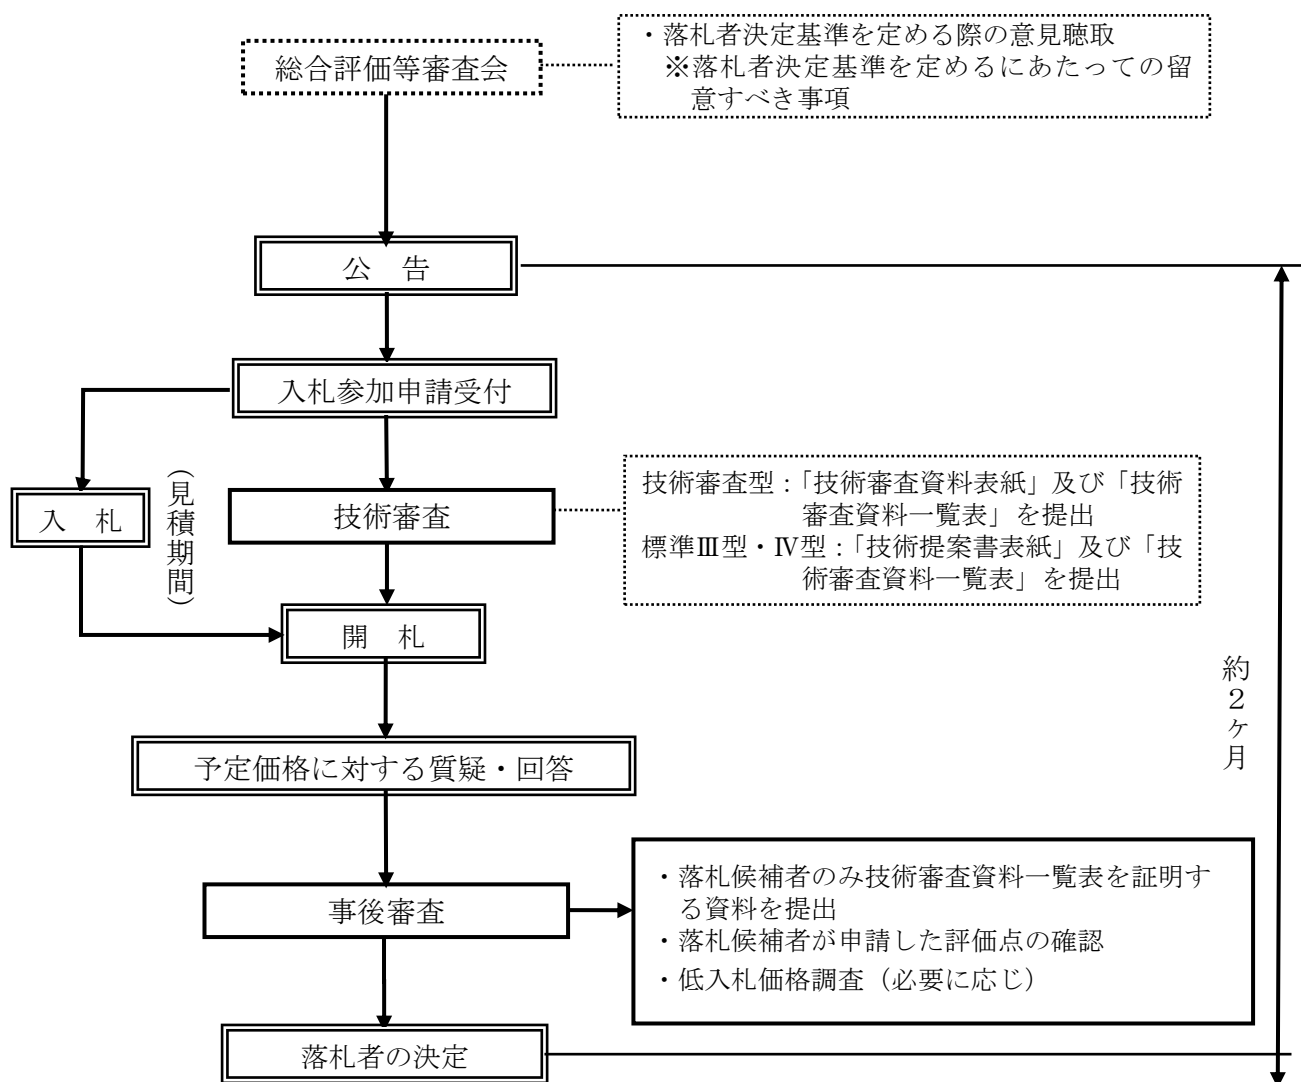 総合評価等審査会
・落札者決定基準を定める際の意見聴取
※落札者決定基準を定めるにあたっての留
意すべき事項
公　告
入札参加申請受付
入　札
(見積期間)
技術審査
技術審査型：「技術審査資料表紙」及び「技術
審査資料一覧表」を提出
標準Ⅲ型・Ⅳ型：「技術提案書表紙」及び「技
術審査資料一覧表」を提出
開　札
約２ヶ月
予定価格に対する質疑・回答
事後審査
・落札候補者のみ技術審査資料一覧表を証明す
る資料を提出
・落札候補者が申請した評価点の確認
・低入札価格調査（必要に応じ）
落札者の決定